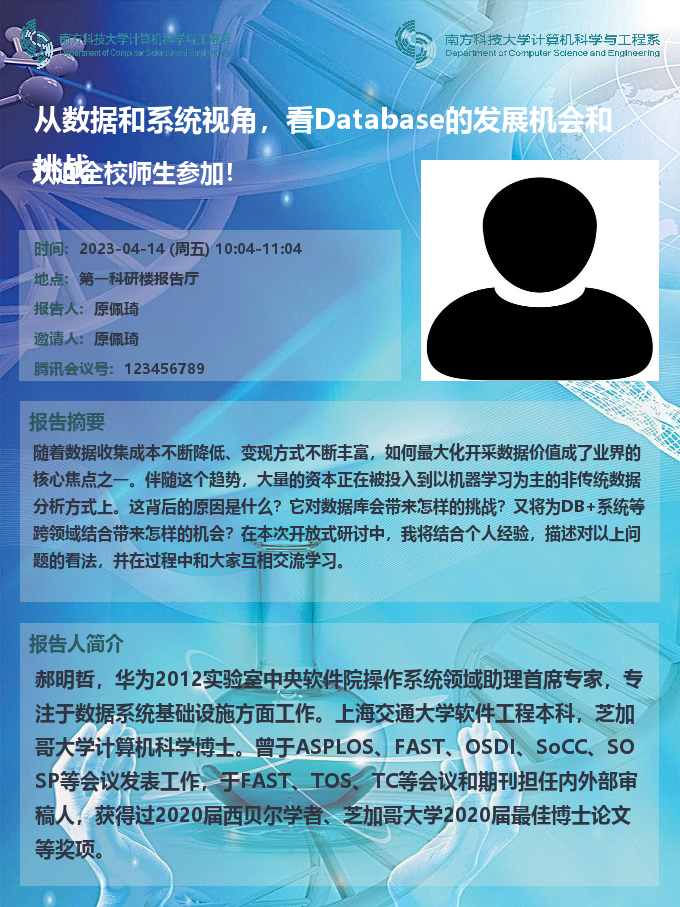 南方科技大学计算机科学与工程系
Department of Computer Science and Engineering
南方科技大学计算机科学与工程系
Department of Computer Science and Engineering
从数据和系统视角，看Database的发展机会和
挑战
欢迎全校师生参加！
时间：2023-04-14 (周五) 10:04-11:04
地点：第一科研楼报告厅
报告人：原佩琦
邀请人：原佩琦
腾讯会议号：123456789
报告摘要
随着数据收集成本不断降低、变现方式不断丰富，如何最大化开采数据价值成了业界的
核心焦点之一。伴随这个趋势，大量的资本正在被投入到以机器学习为主的非传统数据
分析方式上。这背后的原因是什么？它对数据库会带来怎样的挑战？又将为DB+系统等
跨领域结合带来怎样的机会？在本次开放式研讨中，我将结合个人经验，描述对以上问
题的看法，并在过程中和大家互相交流学习。
报告人简介
郝明哲，华为2012实验室中央软件院操作系统领域助理首席专家，专
注于数据系统基础设施方面工作。上海交通大学软件工程本科，芝加
哥大学计算机科学博士。曾于ASPLOS、FAST、OSDI、SoCC、SO
SP等会议发表工作，于FAST、TOS、TC等会议和期刊担任内外部审
稿人，获得过2020届西贝尔学者、芝加哥大学2020届最佳博士论文
等奖项。